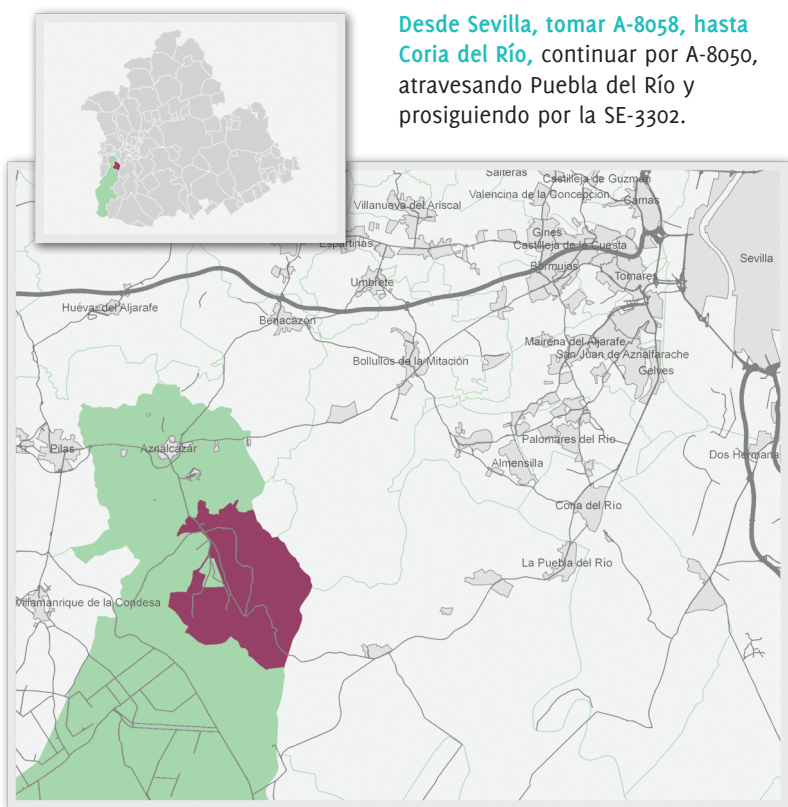 Desde Sevilla, tomar A-8058, hasta
Coria del Río, continuar por A-8050,
atravesando Puebla del Río y
prosiguiendo por la SE-3302.
Salteras
Castilleja de Guzmán
Valencina de la Concepción
Camas
Villanueva del Ariscal
Gines
Espartinas
Castilleja de la Cuesta
Sevilla
Bormujos
Tomares
Umbrete
Huévar del Aljarafe
Benacazón
Mairena del Aljarafe
San Juan de Aznalfarache
Bollullos de la Mitación
Gelves
Pilas
Aznalcázar
Palomares del Río
Dos Hermana
Almensilla
Coria del Río
La Puebla del Río
Villamanrique de la Condesa